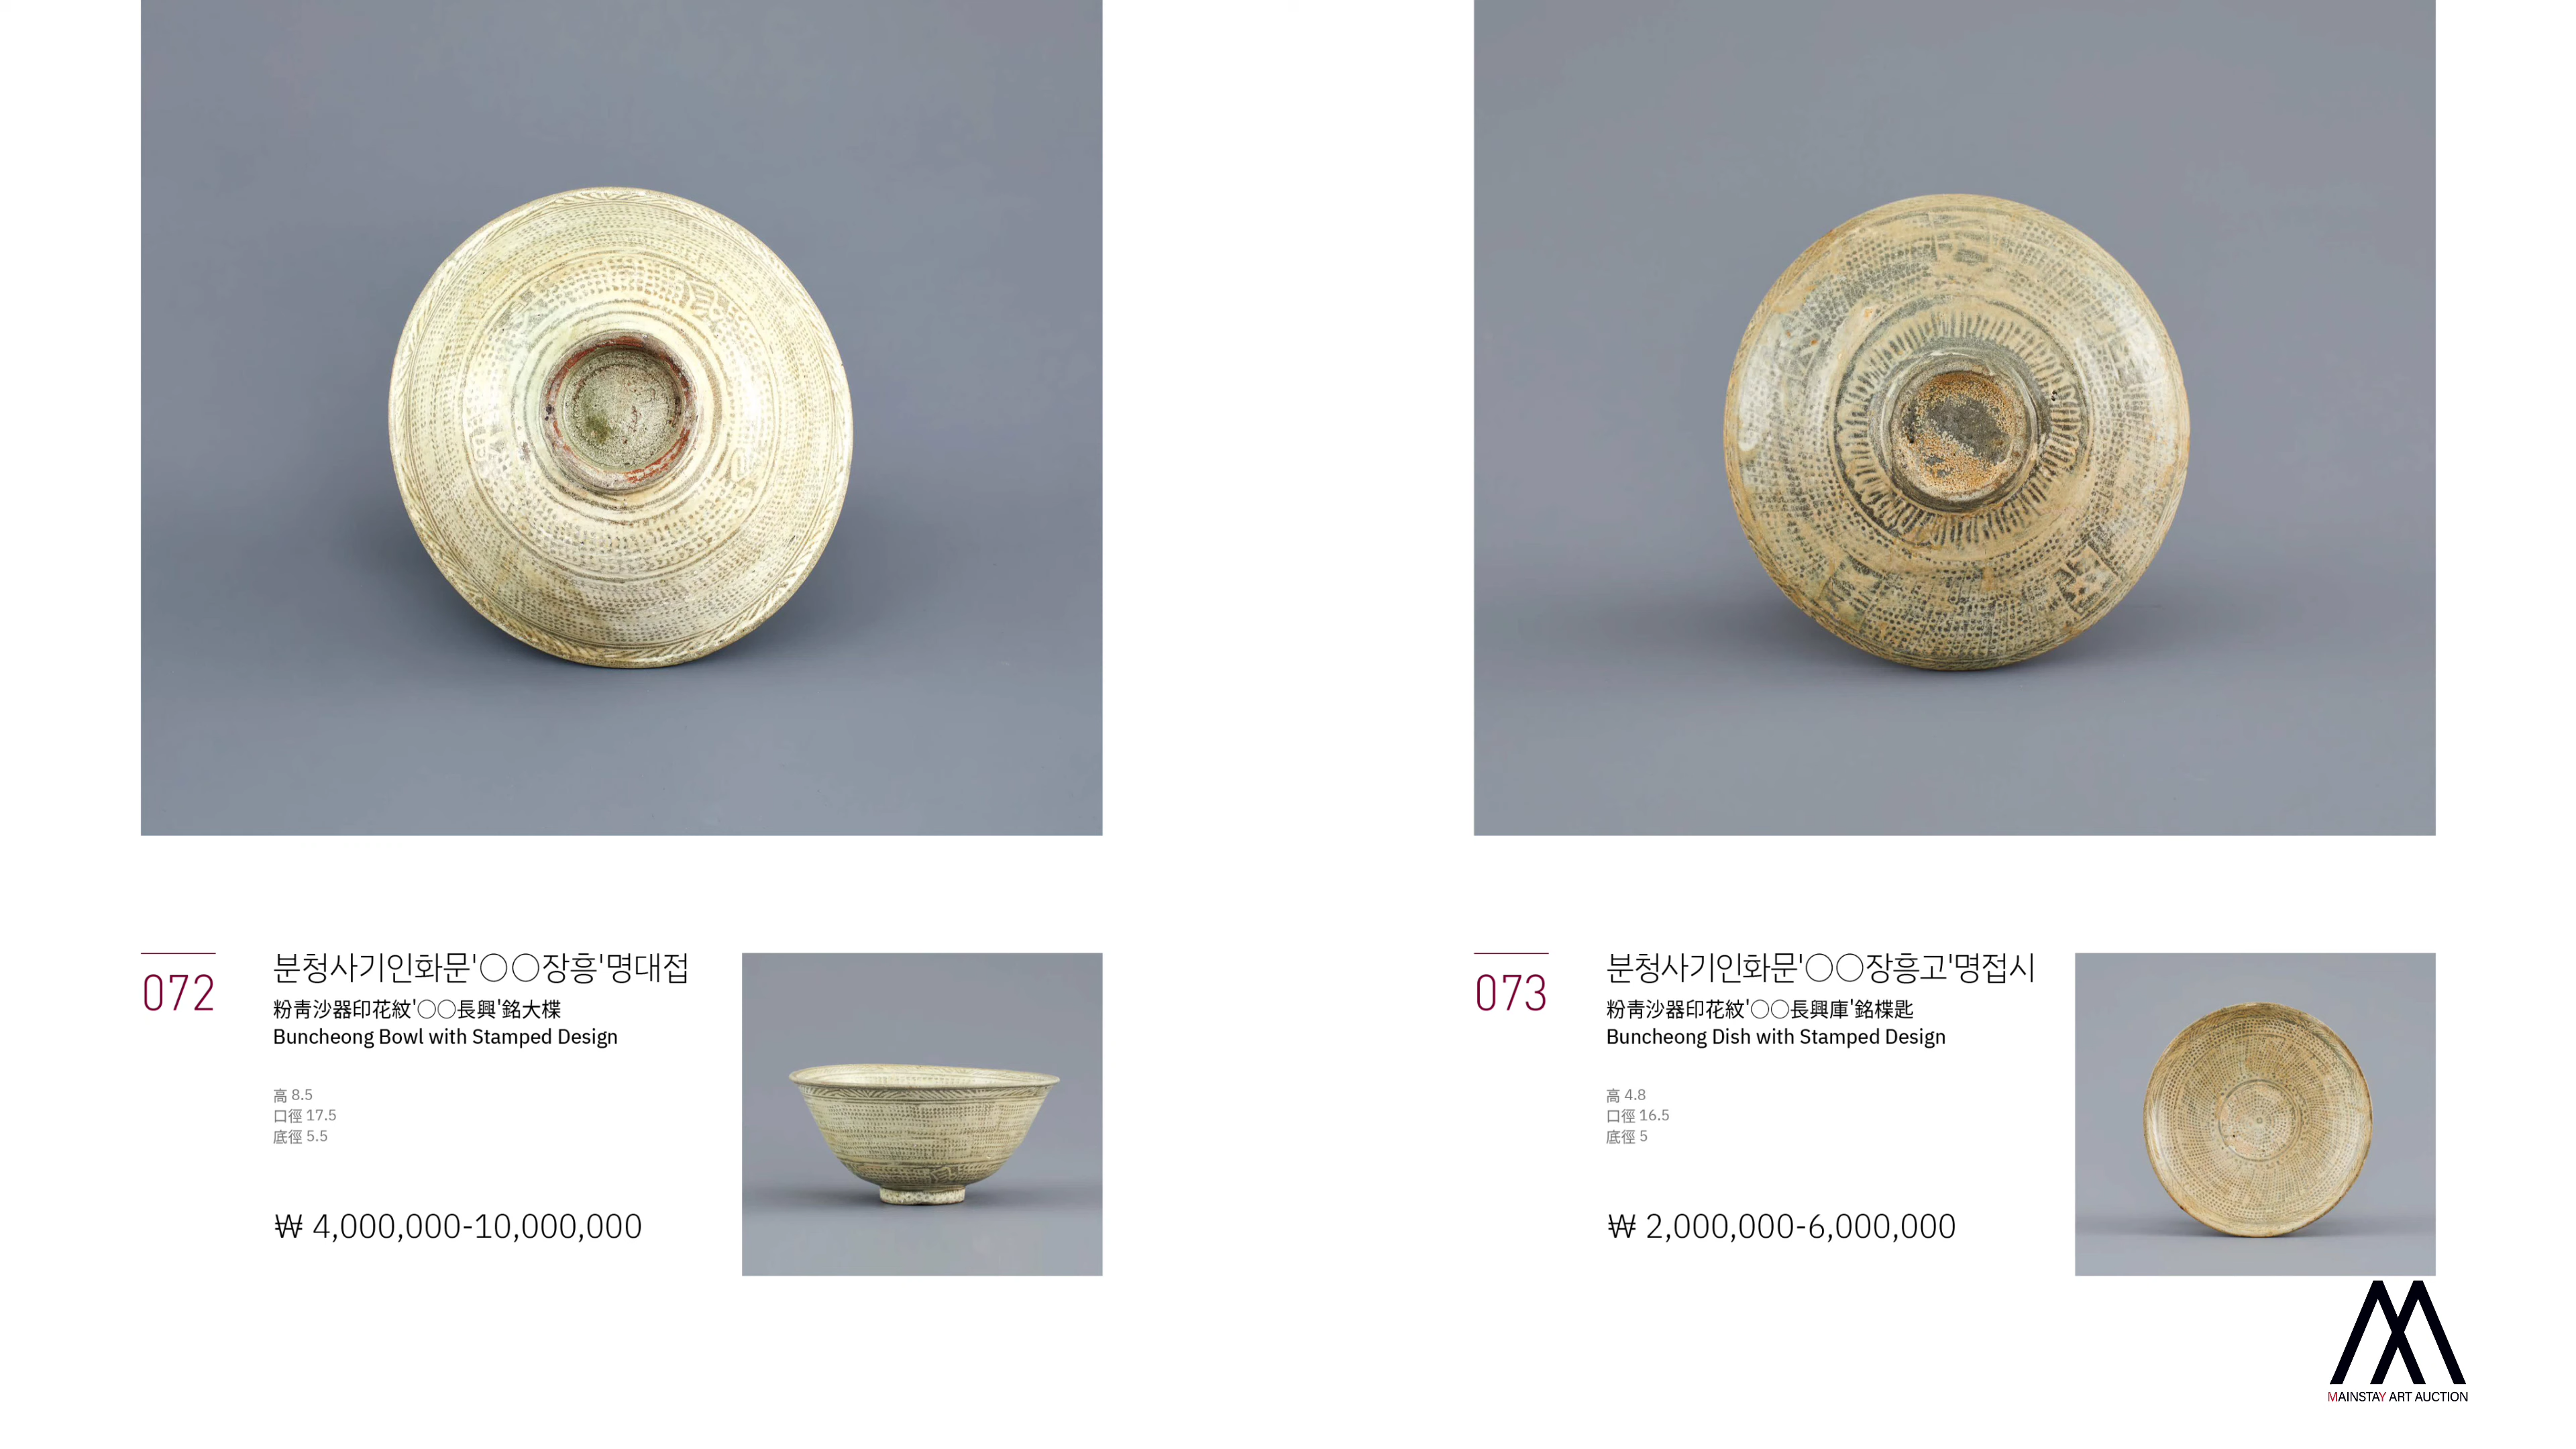 072
분청사기인화문'○○장흥'명대접
粉靑沙器印花紋'○○長興'銘大楪
Buncheong Bowl with Stamped Design
高 8.5
口徑 17.5
底徑 5.5
₩ 4,000,000-10,000,000
073
분청사기인화문'○○장흥고'명접시
粉靑沙器印花紋'○○長興庫'銘楪匙
Buncheong Dish with Stamped Design
高 4.8
口徑 16.5
底徑 5
₩ 2,000,000-6,000,000
MAINSTAY ART AUCTION